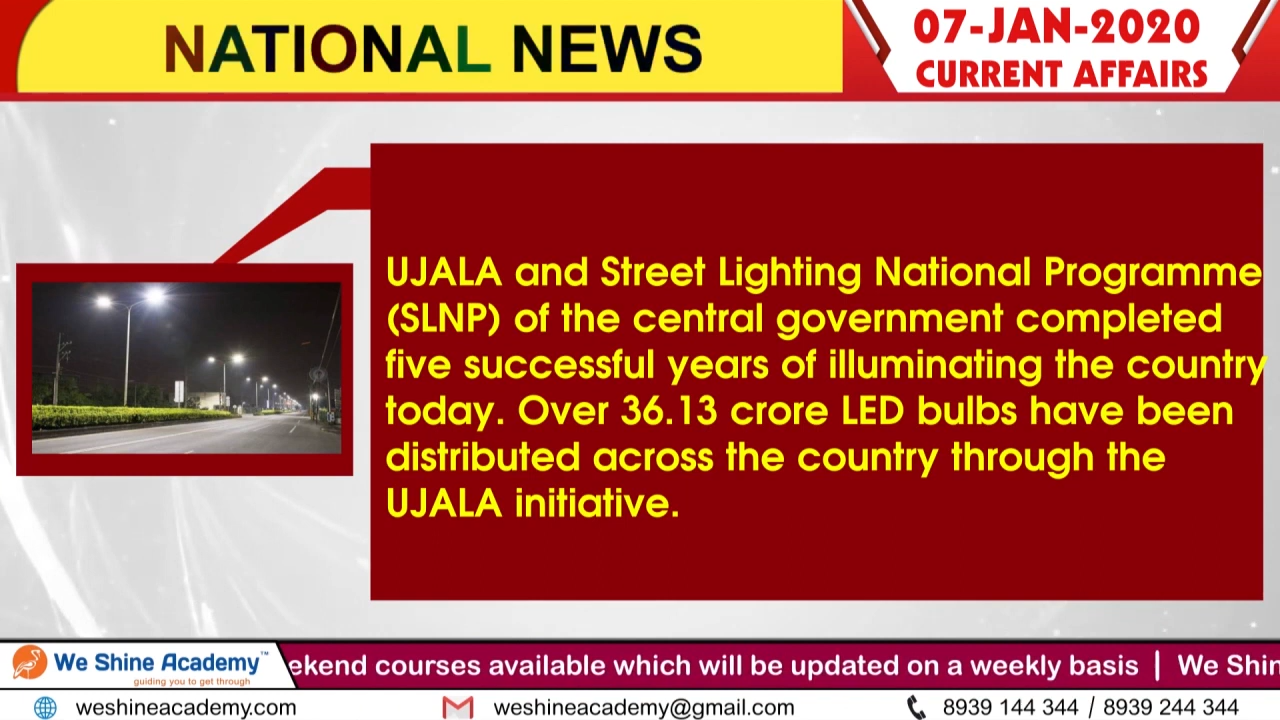 NATIONAL NEWS
07-JAN-2020
CURRENT AFFAIRS
UJALA and Street Lighting National Programme
(SLNP) of the central government completed
five successful years of illuminating the country
today. Over 36.13 crore LED bulbs have been
distributed across the country through the
UJALA initiative.
We Shine Academy™
guiding you to get through
ekend courses available which will be updated on a weekly basis | We Shin
weshineacademy.com
weshineacademy@gmail.com
8939 144 344 / 8939 244 344